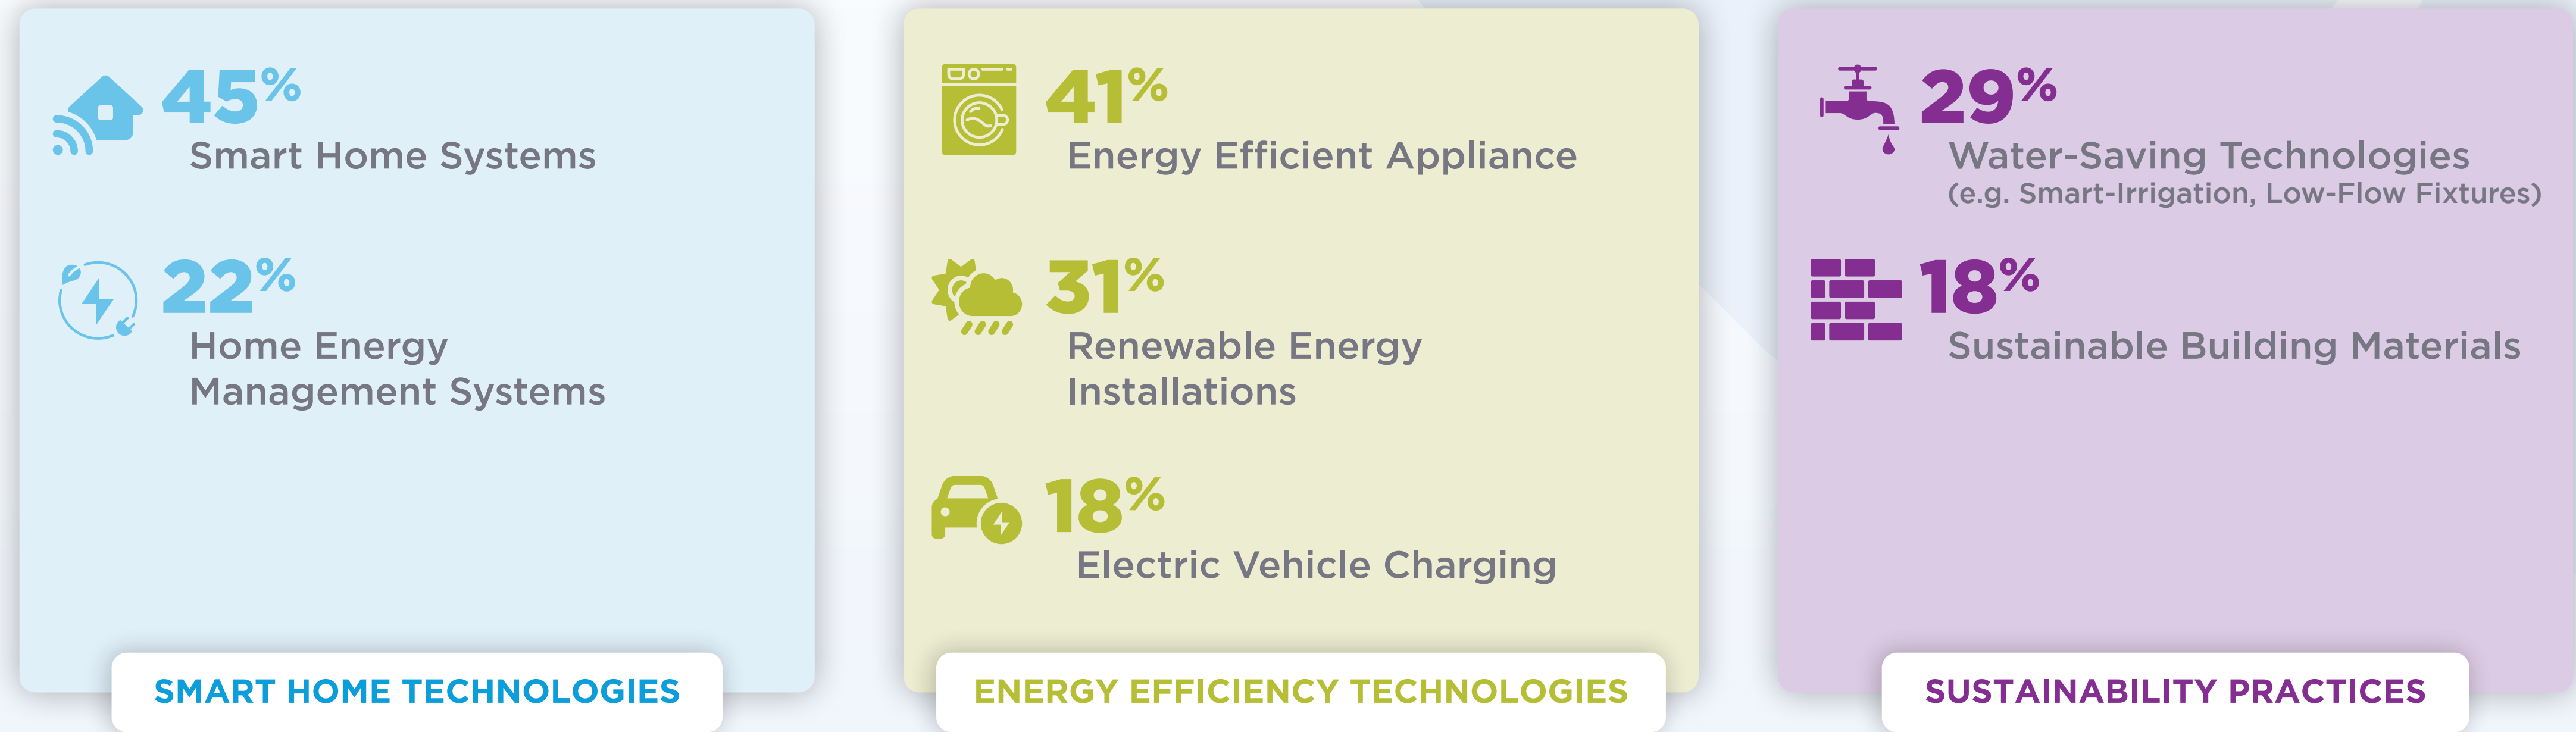 45%
Smart Home Systems
22%
Home Energy
Management Systems
SMART HOME TECHNOLOGIES
41%
Energy Efficient Appliance
31%
Renewable Energy
Installations
18%
Electric Vehicle Charging
ENERGY EFFICIENCY TECHNOLOGIES
29%
Water-Saving Technologies
(e.g. Smart-Irrigation, Low-Flow Fixtures)
18%
Sustainable Building Materials
SUSTAINABILITY PRACTICES